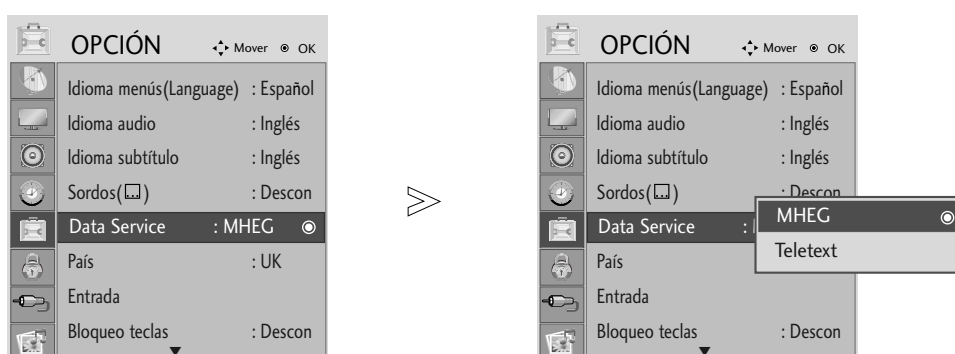 OPCIÓN Mover OK
Idioma menús(Language) : Español
Idioma audio : Inglés
Idioma subtítulo : Inglés
Sordos( ) : Descon
Data Service : MHEG
País : UK
Entrada
Bloqueo teclas : Descon
OPCIÓN Mover OK
Idioma menús(Language) : Español
Idioma audio : Inglés
Idioma subtítulo : Inglés
Sordos( ) : Descon
Data Service :
MHEG
Teletext
País
Entrada
Bloqueo teclas : Descon